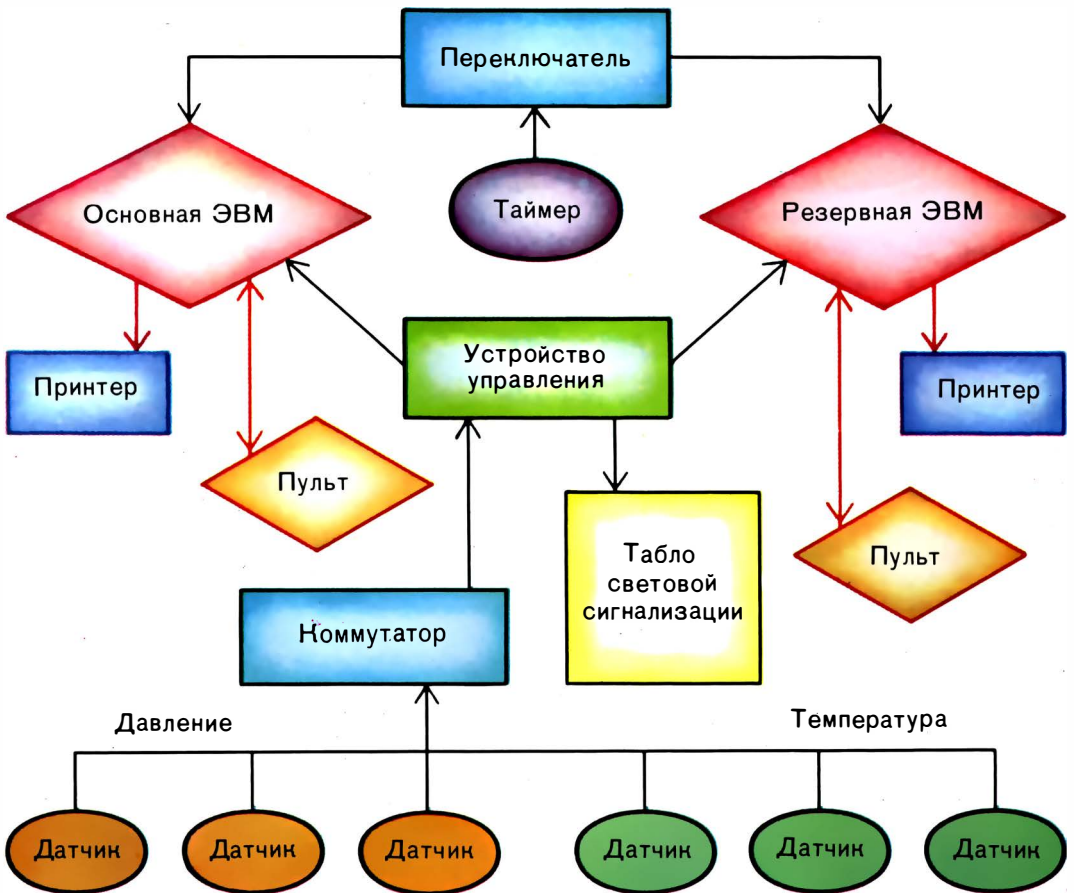 Переключатель
Основная ЭВМ
Таймер
Резервная ЭВМ
Устройство
управления
Принтер
Принтер
Пульт
Табло
световой
сигнализации
Пульт
Коммутатор
Давление
Температура
Датчик
Датчик
Датчик
Датчик
Датчик
Датчик